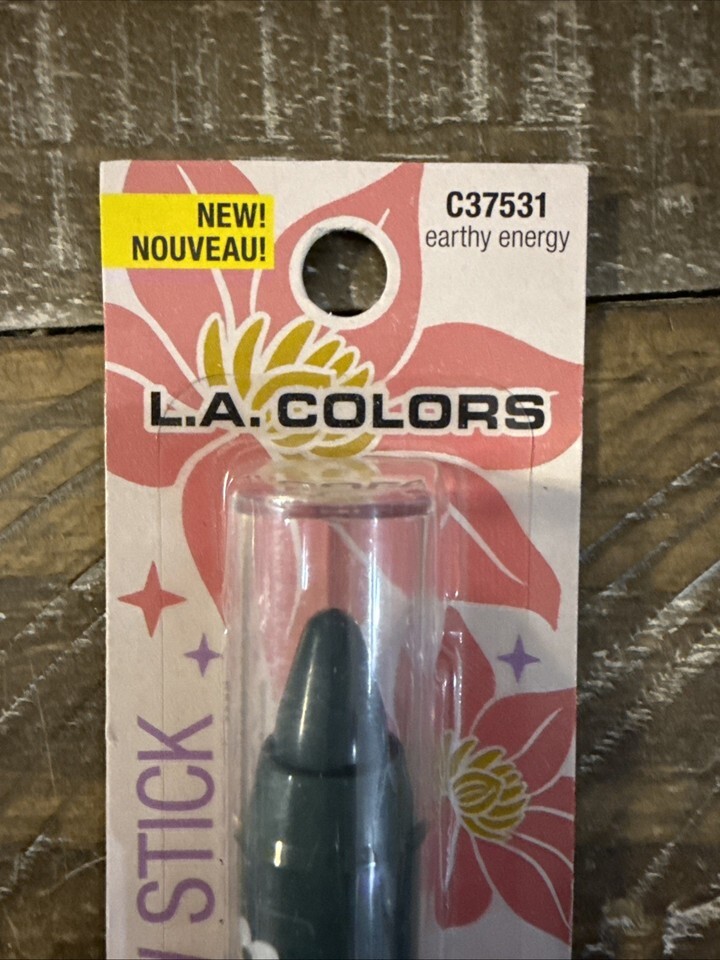 NEW!
NOUVEAU!
C37531
earthy energy
L.A. COLORS
STICK